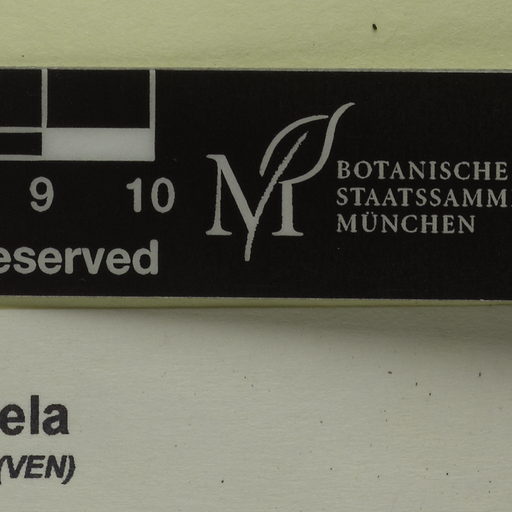 9 10
eserved
BOTANISCHE
STAATSSAMM
MÜNCHEN
ela
(VEN)